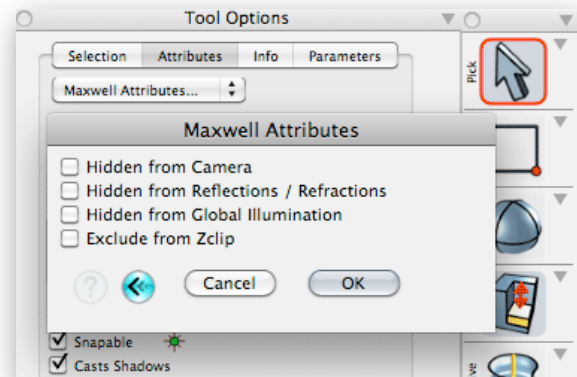 Tool Options
Selection Attributes Info Parameters
Maxwell Attributes...
Pick
Maxwell Attributes
Hidden from Camera
Hidden from Reflections / Refractions
Hidden from Global Illumination
Exclude from Zclip
?
Cancel OK
Snapable
Casts Shadows